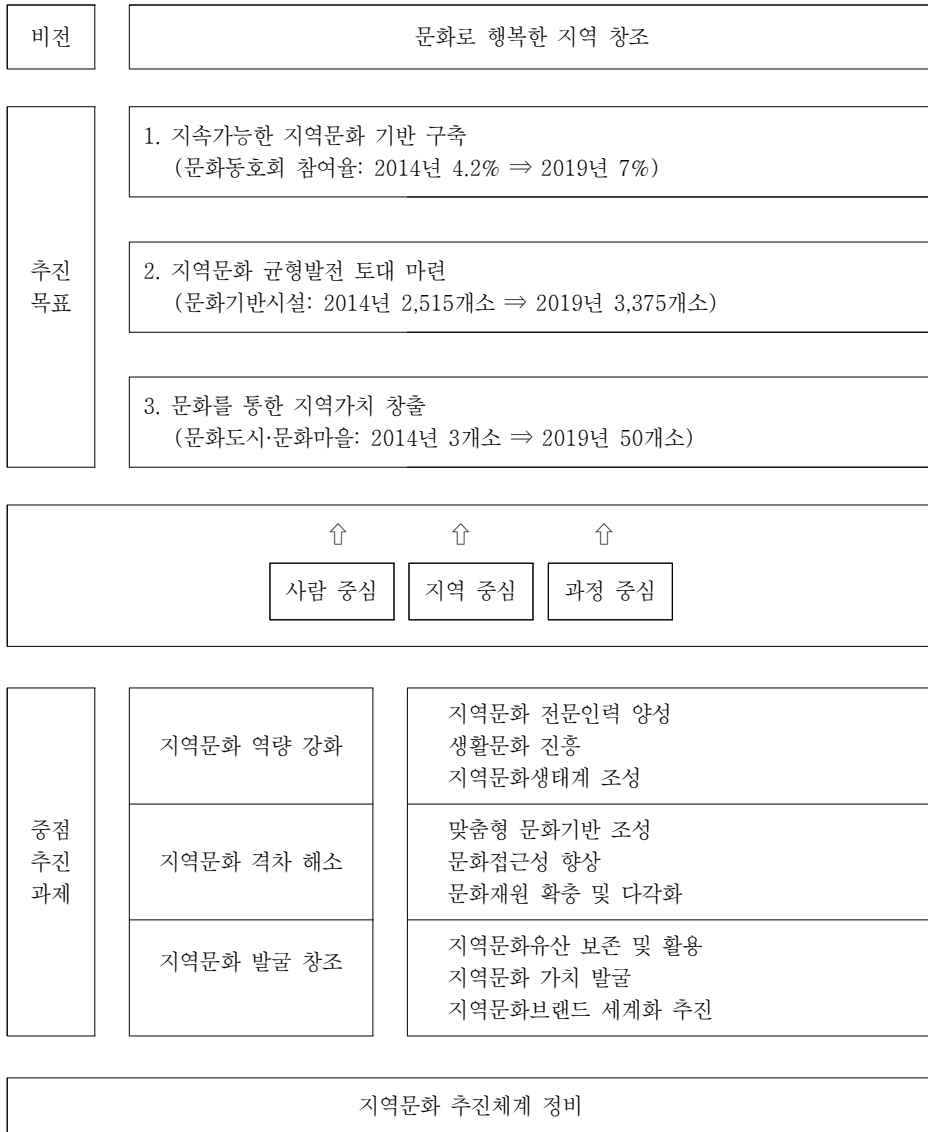 비전
문화로 행복한 지역 창조
추진
목표
1. 지속가능한 지역문화 기반 구축
(문화동호회 참여율: 2014년 4.2% ⇒ 2019년 7%)
2. 지역문화 균형발전 토대 마련
(문화기반시설: 2014년 2,515개소 ⇒ 2019년 3,375개소)
3. 문화를 통한 지역가치 창출
(문화도시·문화마을: 2014년 3개소 ⇒ 2019년 50개소)
⇧ ⇧ ⇧
사람 중심 지역 중심 과정 중심
중점
추진
과제
지역문화 역량 강화
지역문화 전문인력 양성
생활문화 진흥
지역문화생태계 조성
지역문화 격차 해소
맞춤형 문화기반 조성
문화접근성 향상
문화재원 확충 및 다각화
지역문화 발굴 창조
지역문화유산 보존 및 활용
지역문화 가치 발굴
지역문화브랜드 세계화 추진
지역문화 추진체계 정비